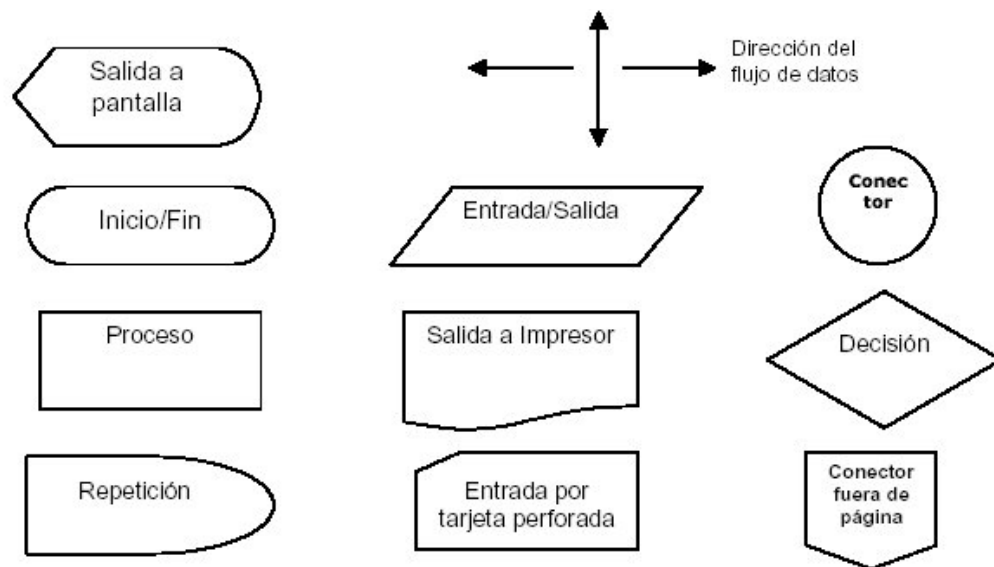 Salida a
pantalla
Dirección del
flujo de datos
Inicio/Fin
Entrada/Salida
Conec
tor
Proceso
Salida a Impresor
Decisión
Repetición
Entrada por
tarjeta perforada
Conector
fuera de
página